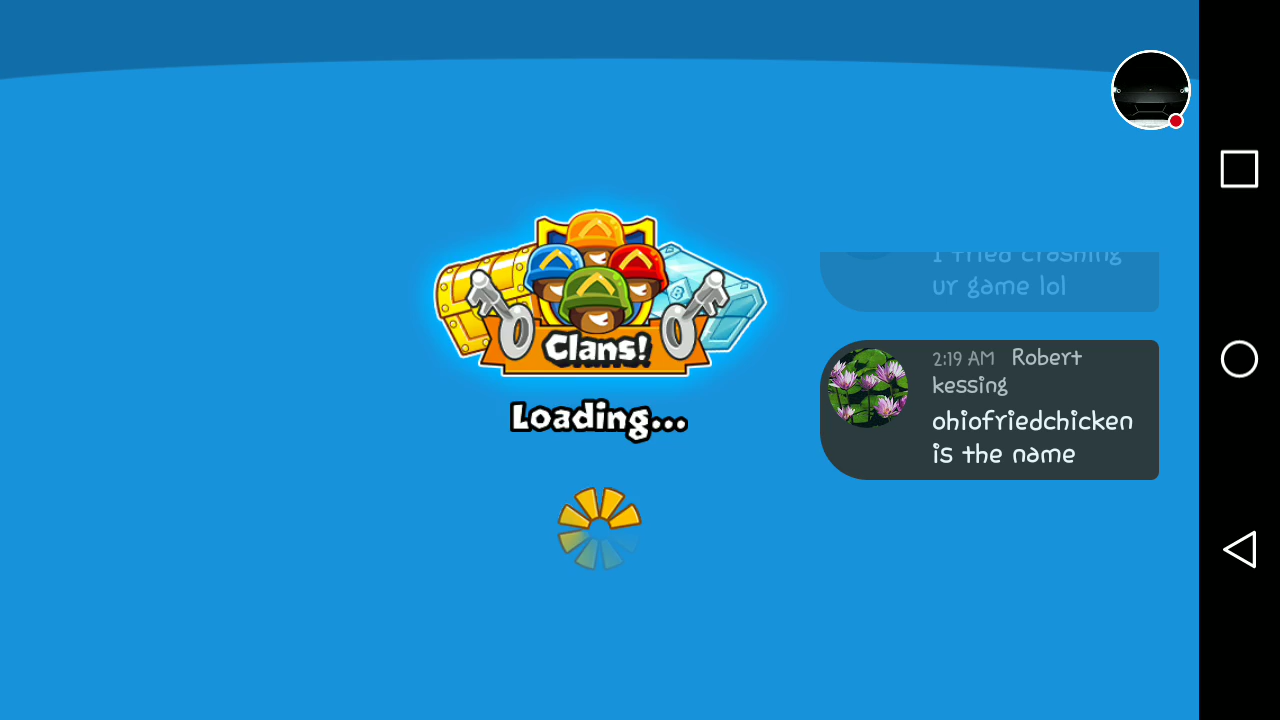 Clans!
Loading...
I tried crashing
ur game lol
2:19 AM Robert
kessing
ohiofriedchicken
is the name